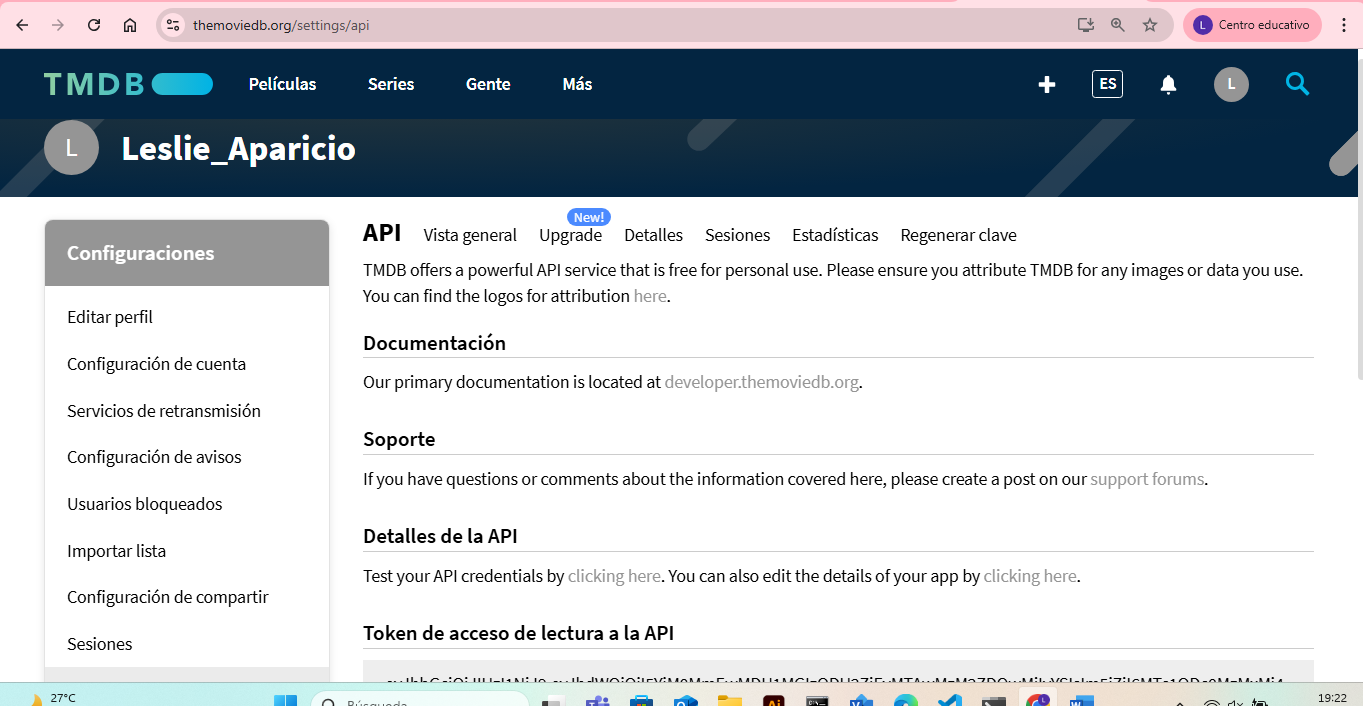 themoviedb.org/settings/api
L Centro educativo
TMDB
Películas
Series
Gente
Más
ES
L
L
Leslie_Aparicio
Configuraciones
Editar perfil
Configuración de cuenta
Servicios de retransmisión
Configuración de avisos
Usuarios bloqueados
Importar lista
Configuración de compartir
Sesiones
New!
API Vista general Upgrade Detalles Sesiones Estadísticas Regenerar clave
TMDB offers a powerful API service that is free for personal use. Please ensure you attribute TMDB for any images or data you use.
You can find the logos for attribution here.
Documentación
Our primary documentation is located at developer.themoviedb.org.
Soporte
If you have questions or comments about the information covered here, please create a post on our support forums.
Detalles de la API
Test your API credentials by clicking here. You can also edit the details of your app by clicking here.
Token de acceso de lectura a la API
27°C
Búsqueda
Ai
19:22